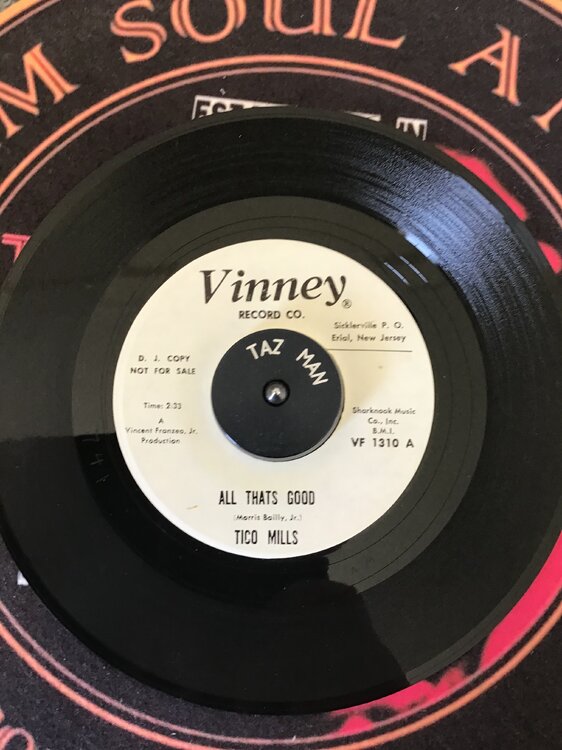 M SOUL A
IN
Vinney®
RECORD CO.
Sicklerville P. O.
Erial, New Jersey
TAZ MAN
D. J. COPY
NOT FOR SALE
Time: 2:33
A
Vincent Franzeo, Jr.
Production
Sharknook Music
Co., Inc.
B.M.I.
VF 1310 A
ALL THATS GOOD
(Morris Bailly, Jr.)
TICO MILLS